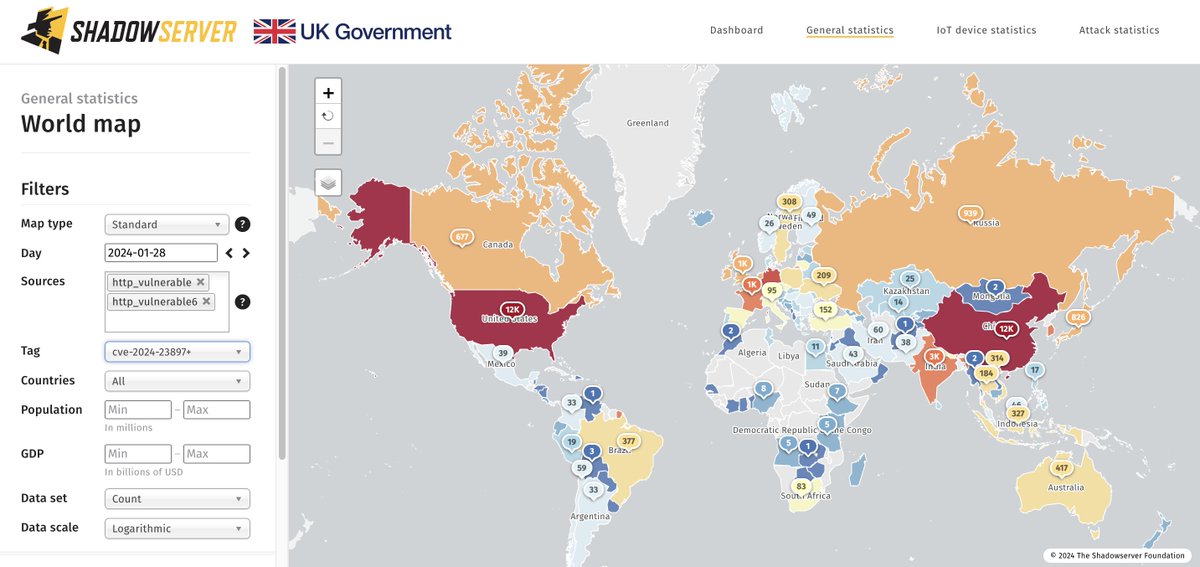 SHADOWSERVER
UK Government
Dashboard
General statistics
IoT device statistics
Attack statistics
General statistics
World map
Filters
Map type
Standard
?
Day
2024-01-28
Sources
http_vulnerable
http_vulnerable6
?
Tag
cve-2024-23897+
Countries
All
Population
Min
–
Max
In millions
GDP
Min
–
Max
In billions of USD
Data set
Count
Data scale
Logarithmic
+
−
Greenland
308
49
26
939
Russia
677
Canada
1K
209
1K
95
25
Kazakhstan
2
Mongolia
152
14
826
12K
United States
12K
2
1
60
Iran
38
39
Mexico
Algeria
Libya
11
43
Saudi Arabia
3K
India
2
314
184
17
Sudan
8
7
33
1
327
Indonesia
Democratic Republic of the Congo
5
5
1
19
377
Brazil
3
59
33
83
South Africa
417
Australia
Argentina
© 2024 The Shadowserver Foundation